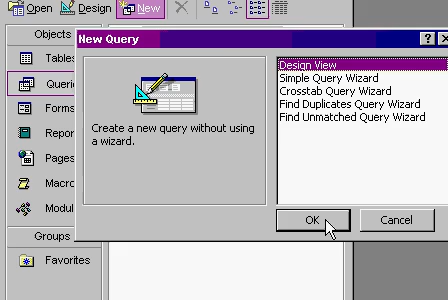 Open Design New
Objects
New Query
?
Tables
Queri
Forms
Repor
Pages
Macro
Modul
Groups
Favorites
Create a new query without using
a wizard.
Design View
Simple Query Wizard
Crosstab Query Wizard
Find Duplicates Query Wizard
Find Unmatched Query Wizard
OK Cancel